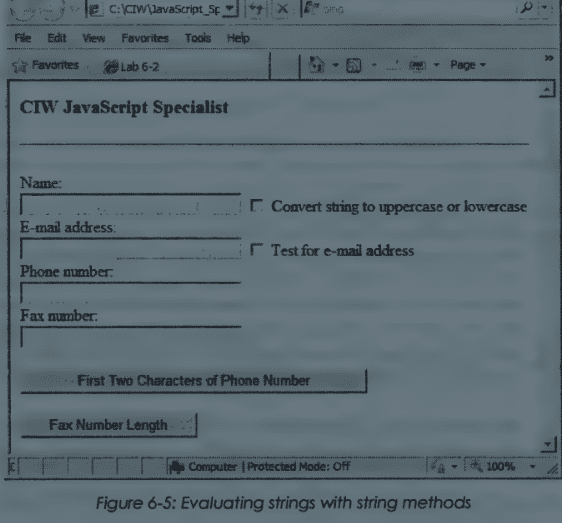 C:\CIW\JavaScript_Sp
bing
File Edit View Favorites Tools Help
Favorites Lab 6-2 Page
CIW JavaScript Specialist
Name:
Convert string to uppercase or lowercase
E-mail address:
Test for e-mail address
Phone number:
Fax number:
First Two Characters of Phone Number
Fax Number Length
Computer | Protected Mode: Off 100%
Figure 6-5: Evaluating strings with string methods